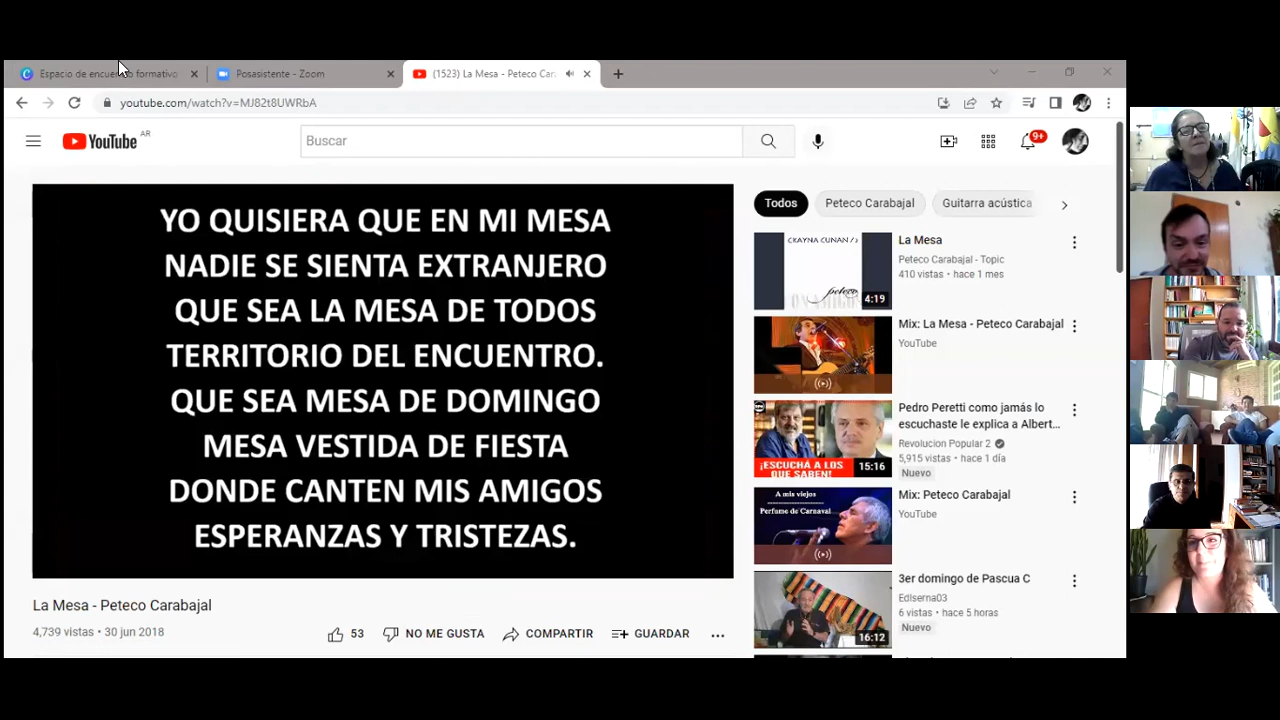 Espacio de encuentro formativo
Posasistente - Zoom
(1523) La Mesa - Peteco Car
youtube.com/watch?v=MJ82t8UWRbA
YouTube
AR
Buscar
9+
YO QUISIERA QUE EN MI MESA
NADIE SE SIENTA EXTRANJERO
QUE SEA LA MESA DE TODOS
TERRITORIO DEL ENCUENTRO.
QUE SEA MESA DE DOMINGO
MESA VESTIDA DE FIESTA
DONDE CANTEN MIS AMIGOS
ESPERANZAS Y TRISTEZAS.
La Mesa - Peteco Carabajal
4,739 vistas • 30 jun 2018
53
NO ME GUSTA
COMPARTIR
GUARDAR
Todos
Peteco Carabajal
Guitarra acústica
peteco
4:19
La Mesa
Peteco Carabajal - Topic
410 vistas • hace 1 mes
Mix: La Mesa - Peteco Carabajal
YouTube
¡ESCUCHÁ A LOS
QUE SABEN!
15:16
Pedro Peretti como jamás lo
escuchaste le explica a Albert...
Revolucion Popular 2
5,915 vistas • hace 1 día
Nuevo
A mis viejos
Perfume de Carnaval
Mix: Peteco Carabajal
YouTube
16:12
3er domingo de Pascua C
Edlserna03
6 vistas • hace 5 horas
Nuevo